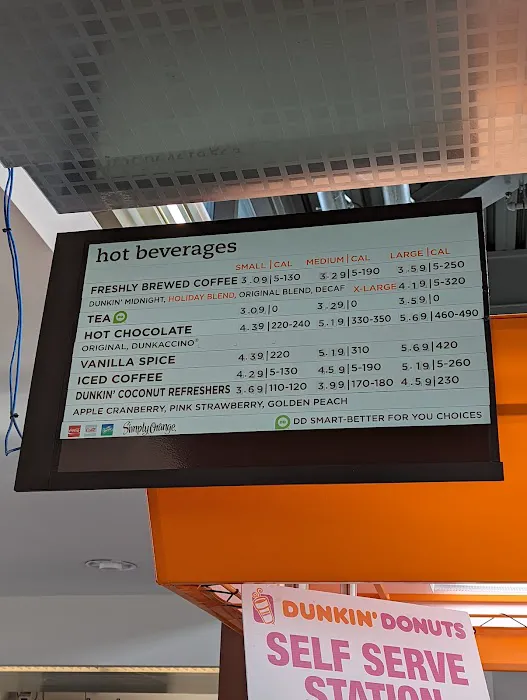 hot beverages
SMALL | CAL MEDIUM | CAL LARGE | CAL
FRESHLY BREWED COFFEE 3.09|5-130 3.29|5-190 3.59|5-250
DUNKIN' MIDNIGHT, HOLIDAY BLEND, ORIGINAL BLEND, DECAF X-LARGE 4.19|5-320
TEA 3.09|0 3.29|0 3.59|0
HOT CHOCOLATE 4.39|220-240 5.19|330-350 5.69|460-490
ORIGINAL, DUNKACCINO®
VANILLA SPICE 4.39|220 5.19|310 5.69|420
ICED COFFEE 4.29|5-130 4.59|5-190 5.19|5-260
DUNKIN' COCONUT REFRESHERS 3.69|110-120 3.99|170-180 4.59|230
APPLE CRANBERRY, PINK STRAWBERRY, GOLDEN PEACH
Simply Orange
DD SMART-BETTER FOR YOU CHOICES
DUNKIN' DONUTS
SELF SERVE
STATION